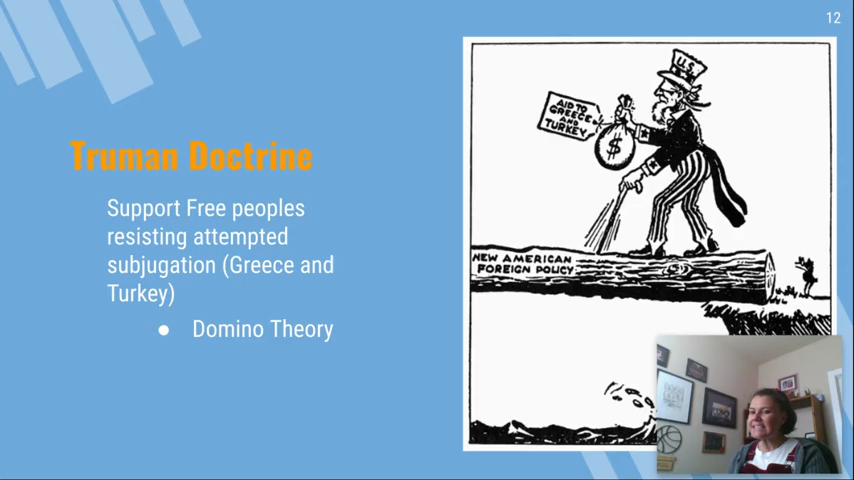 12
Truman Doctrine
Support Free peoples
resisting attempted
subjugation (Greece and
Turkey)
● Domino Theory
U.S.
AID TO
GREECE
AND
TURKEY
$
NEW AMERICAN
FOREIGN POLICY